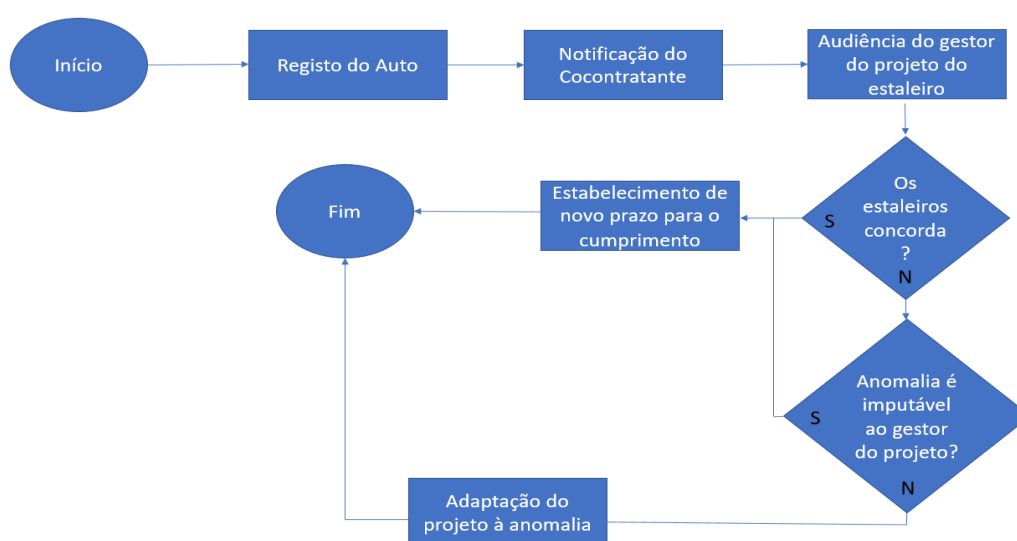 Início
Registo do Auto
Notificação do
Cocontratante
Audiência do gestor
do projeto do
estaleiro
Os
estaleiros
concorda
?
S
N
Estabelecimento de
novo prazo para o
cumprimento
Fim
Anomalia é
imputável
ao gestor
do projeto?
S
N
Adaptação do
projeto à anomalia